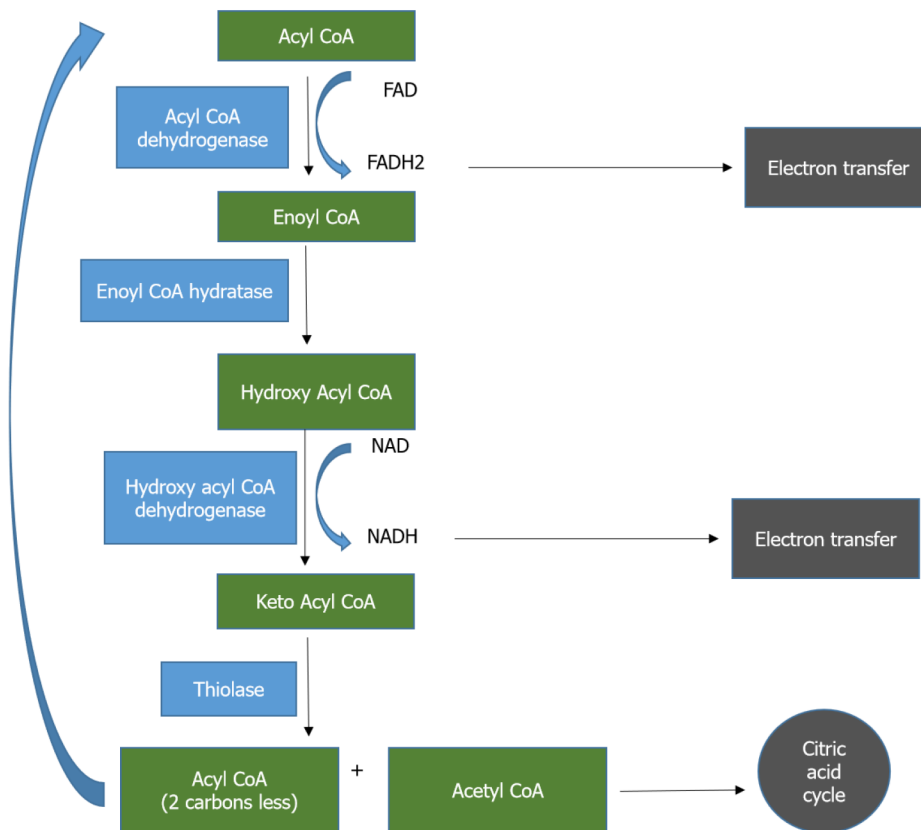 Acyl CoA
FAD
Acyl CoA
dehydrogenase
FADH2
Electron transfer
Enoyl CoA
Enoyl CoA hydratase
Hydroxy Acyl CoA
NAD
Hydroxy acyl CoA
dehydrogenase
NADH
Electron transfer
Keto Acyl CoA
Thiolase
Acyl CoA
(2 carbons less)
+
Acetyl CoA
Citric
acid
cycle